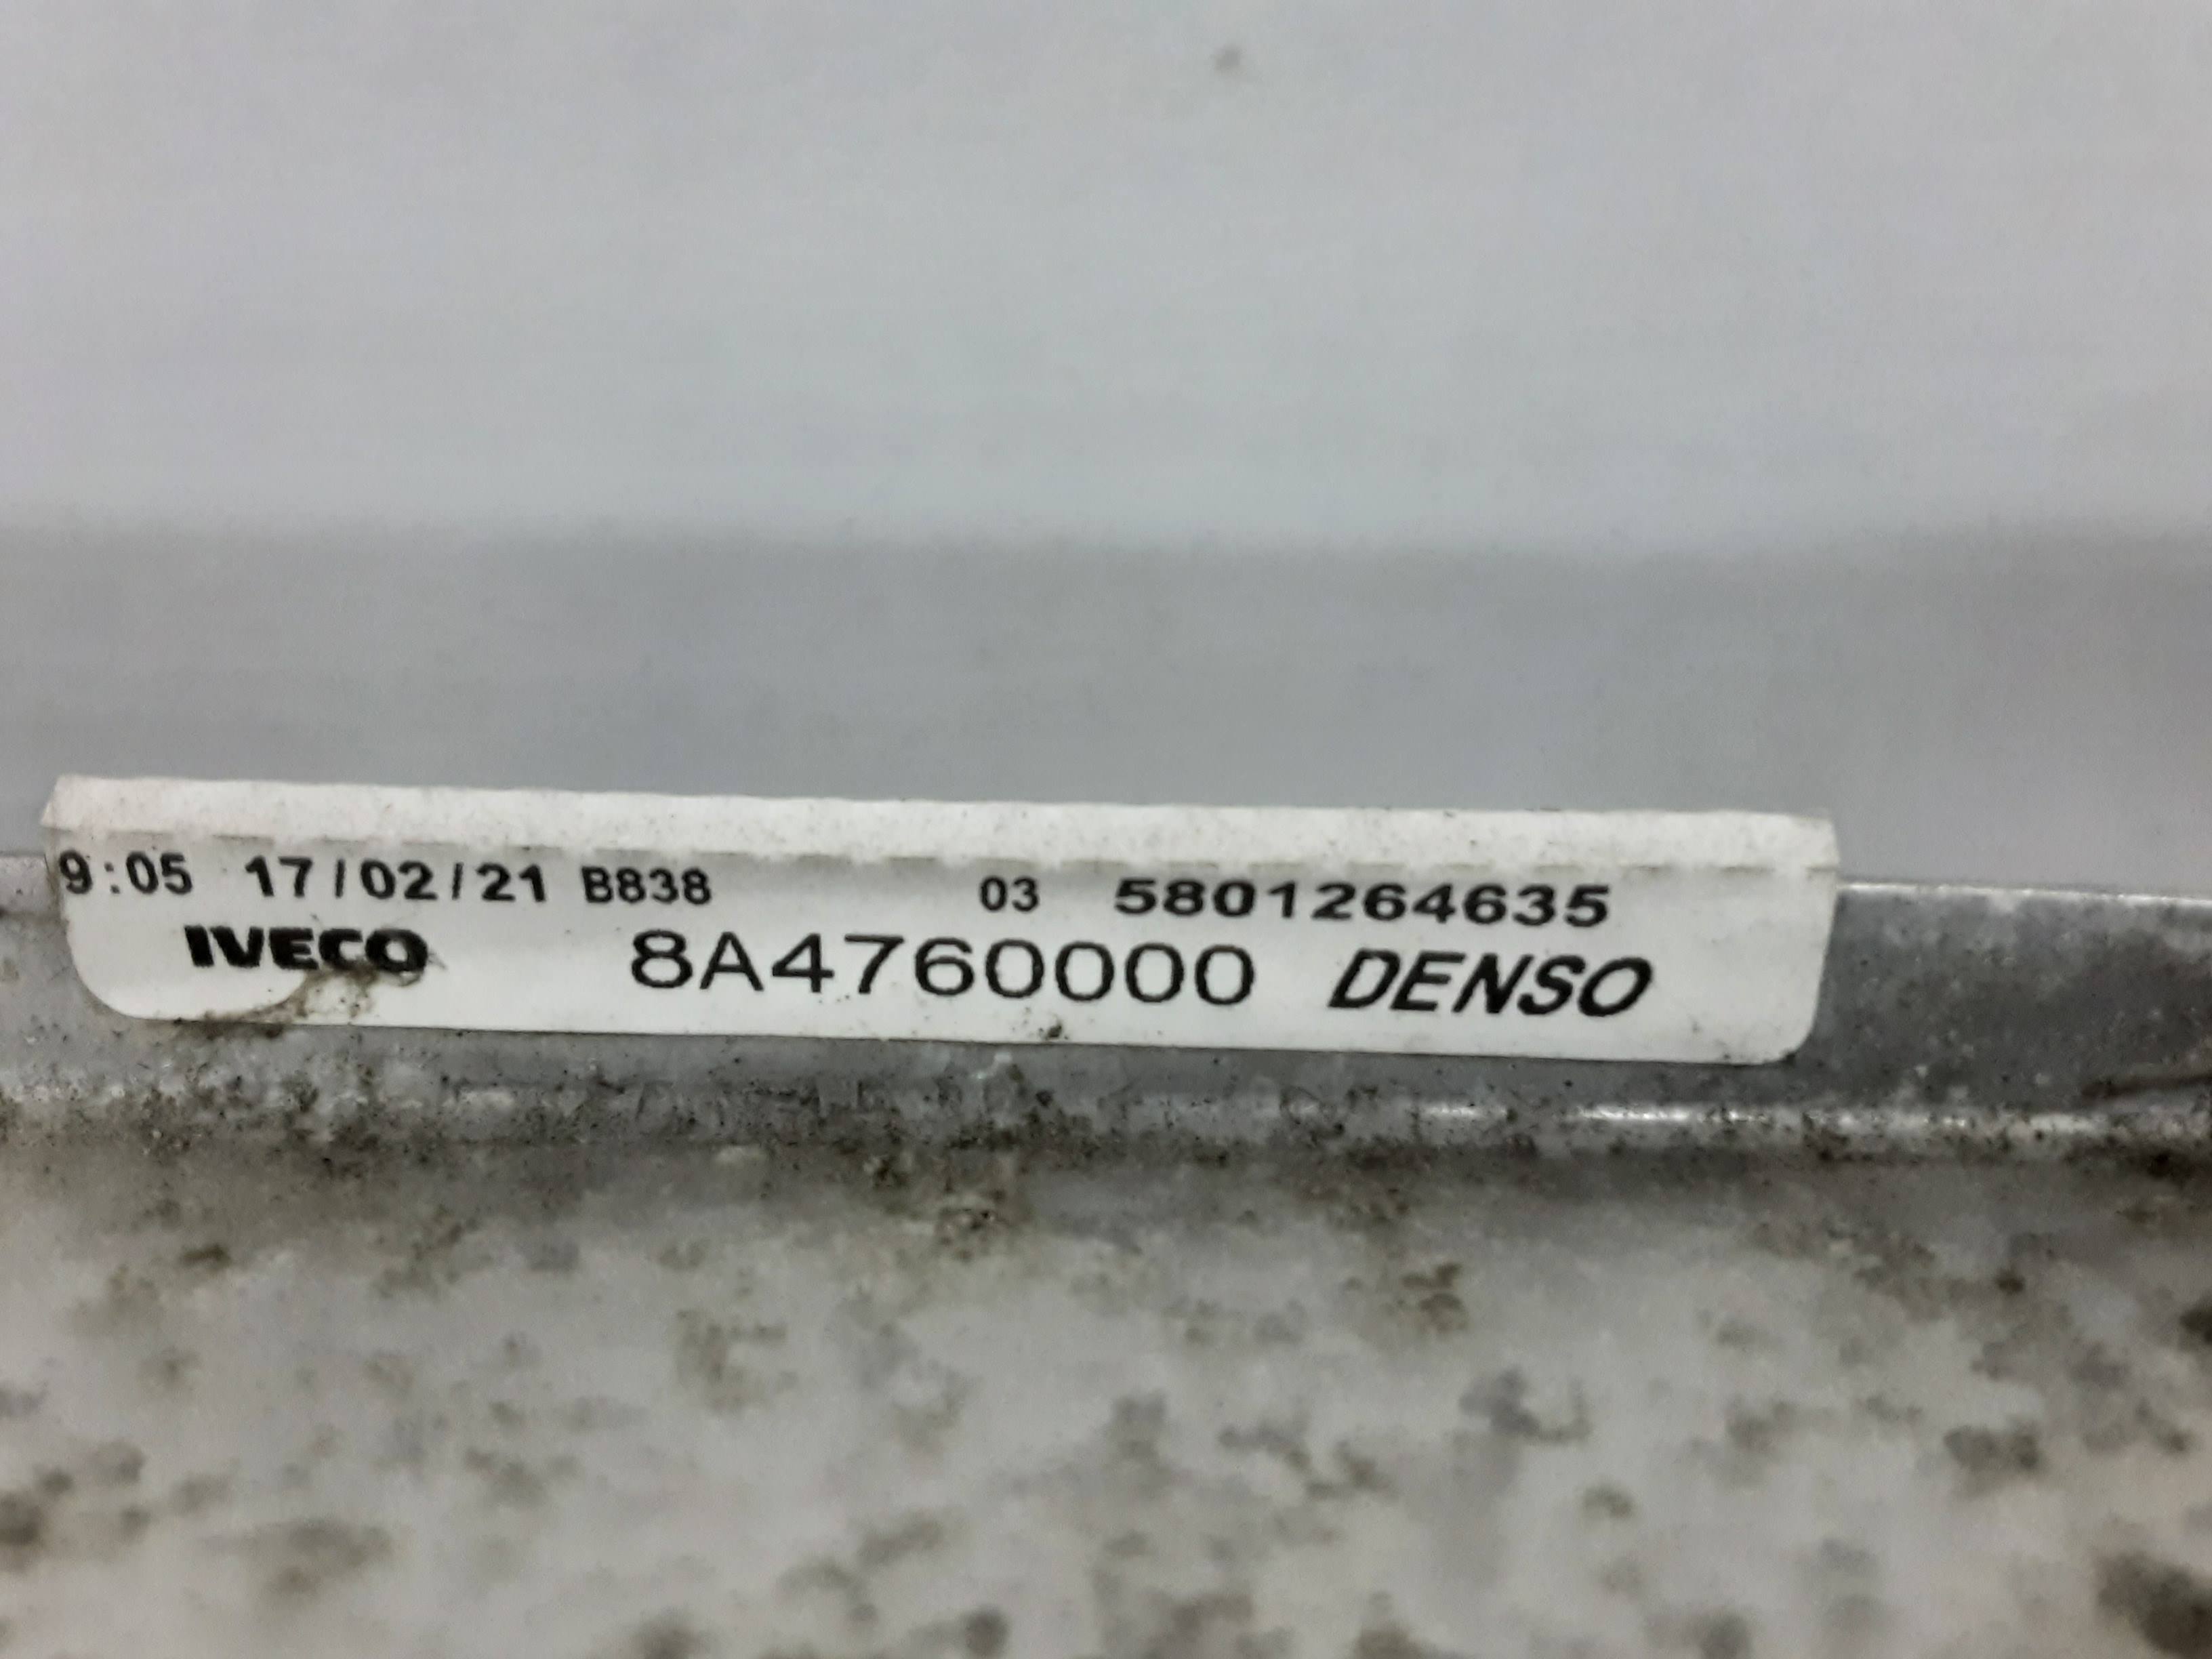 9:05 17/02/21 B838 03 5801264635
IVECO 8A4760000 DENSO